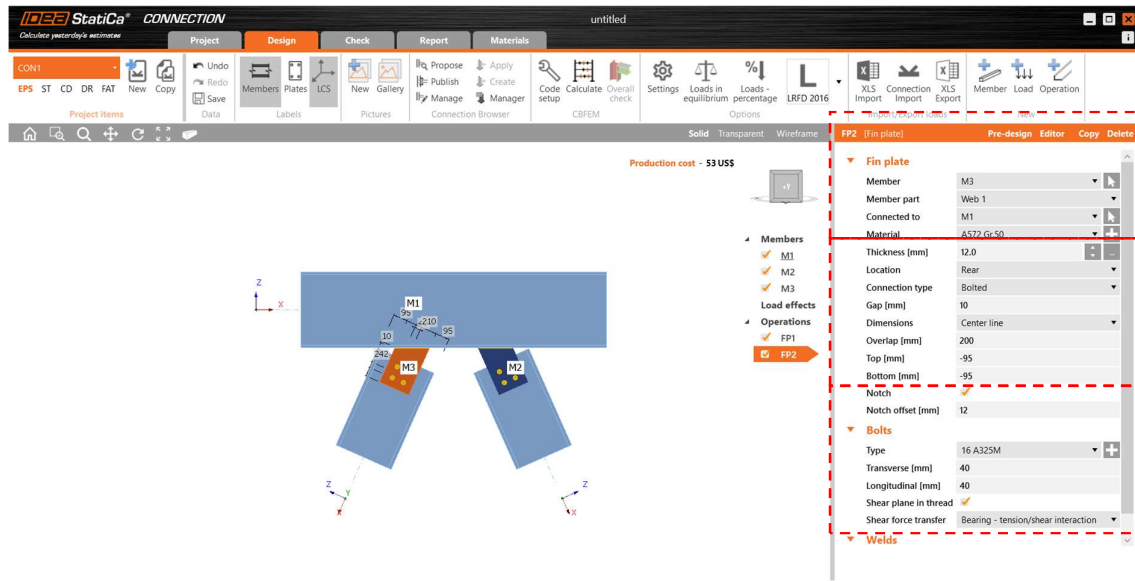 IDEA StatiCa® CONNECTION
untitled
Calculate yesterday's estimates
Project Design Check Report Materials
CON1
EPS ST CD DR FAT
New Copy
Undo
Redo
Save
Members Plates LCS
New Gallery
Propose Apply
Publish Create
Manage Manager
Code setup Calculate Overall check
Settings Loads in equilibrium Loads - percentage LRFD 2016
XLS Import Connection Import XLS Export
Member Load Operation
Project items Data Labels Pictures Connection Browser CBFEM Options Import/Export loads New
Solid Transparent Wireframe
FP2 [Fin plate] Pre-design Editor Copy Delete
Production cost - 53 US$
+Y
Members
M1
M2
M3
Load effects
Operations
FP1
FP2
Z
X
M1
95
210
95
10
242
M3
M2
Z
Y
X
Z
X
Fin plate
Member M3
Member part Web 1
Connected to M1
Material A572 Gr.50
Thickness [mm] 12.0
Location Rear
Connection type Bolted
Gap [mm] 10
Dimensions Center line
Overlap [mm] 200
Top [mm] -95
Bottom [mm] -95
Notch
Notch offset [mm] 12
Bolts
Type 16 A325M
Transverse [mm] 40
Longitudinal [mm] 40
Shear plane in thread
Shear force transfer Bearing - tension/shear interaction
Welds